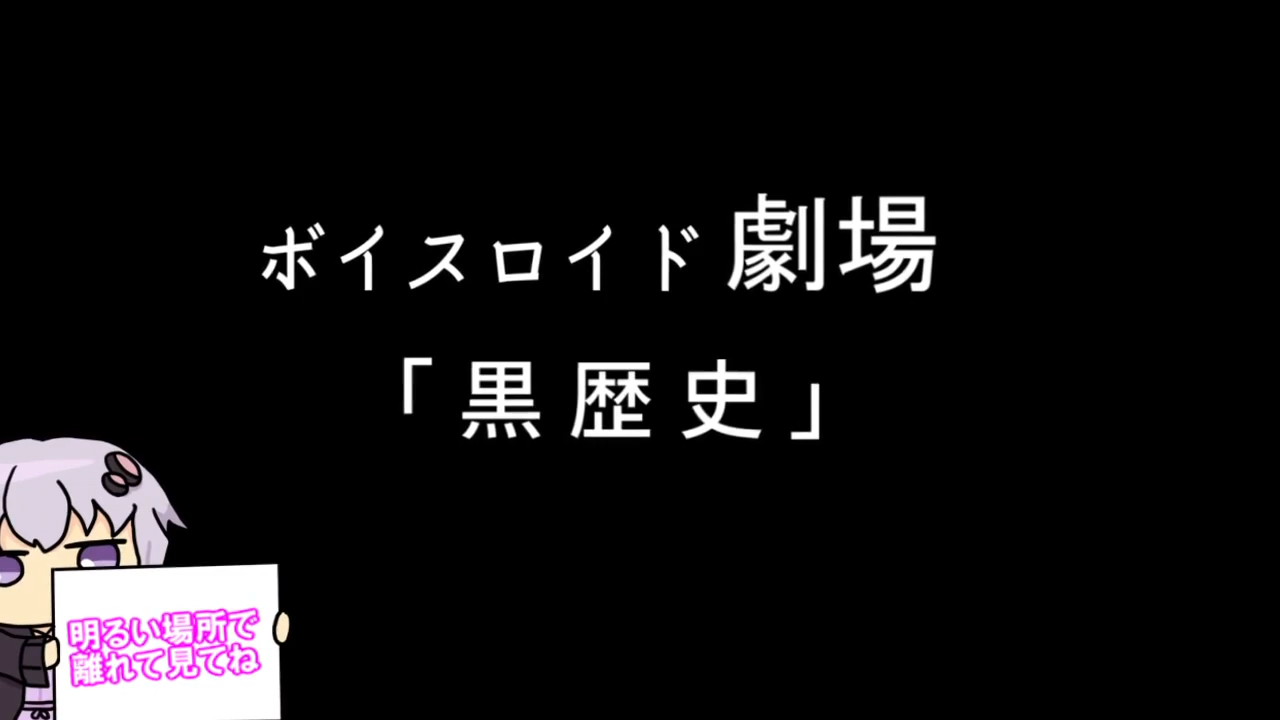 ボイスロイド劇場
「黒歴史」
明るい場所で
離れて見てね